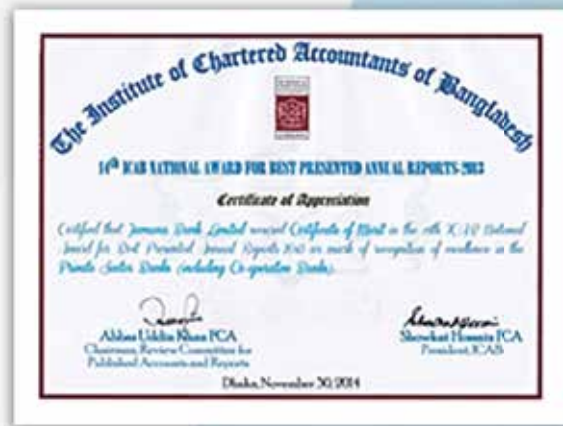 The Institute of Chartered Accountants of Bangladesh
14th ICAB NATIONAL AWARD FOR BEST PRESENTED ANNUAL REPORTS-2013
Certificate of Appreciation
Certified that Jamuna Bank Limited secured Certificate of Merit in the 14th ICAB National
Award for Best Presented Annual Reports 2013 as mark of recognition of excellence in the
Private Sector Banks (including Co-operative Banks).
Abbas Uddin Khan FCA
Chairman, Review Committee for
Published Accounts and Reports
Showkat Hossain FCA
President, ICAB
Dhaka, November 30, 2014